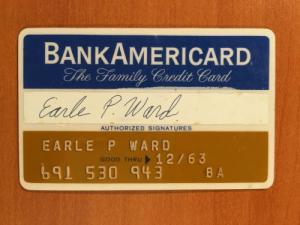 BANKAMERICARD
The Family Credit Card
Earle P. Ward
AUTHORIZED SIGNATURES
EARLE P WARD
GOOD THRU ▶ 12/63
691 530 943 BA